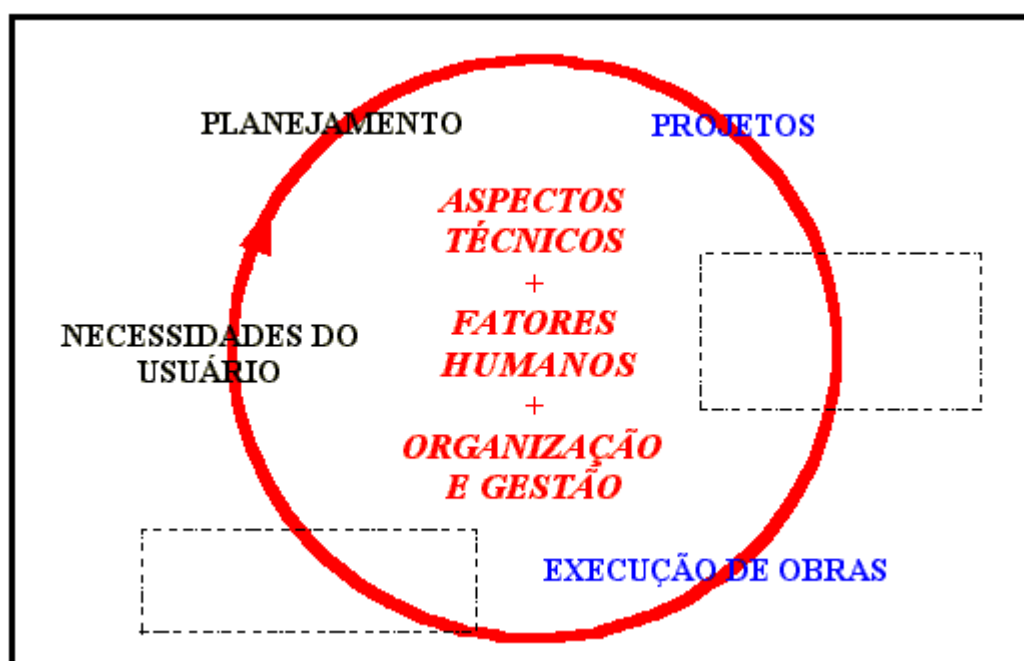 PLANEJAMENTO
PROJETOS
ASPECTOS
TÉCNICOS
+
FATORES
HUMANOS
+
ORGANIZAÇÃO
E GESTÃO
NECESSIDADES DO
USUÁRIO
EXECUÇÃO DE OBRAS